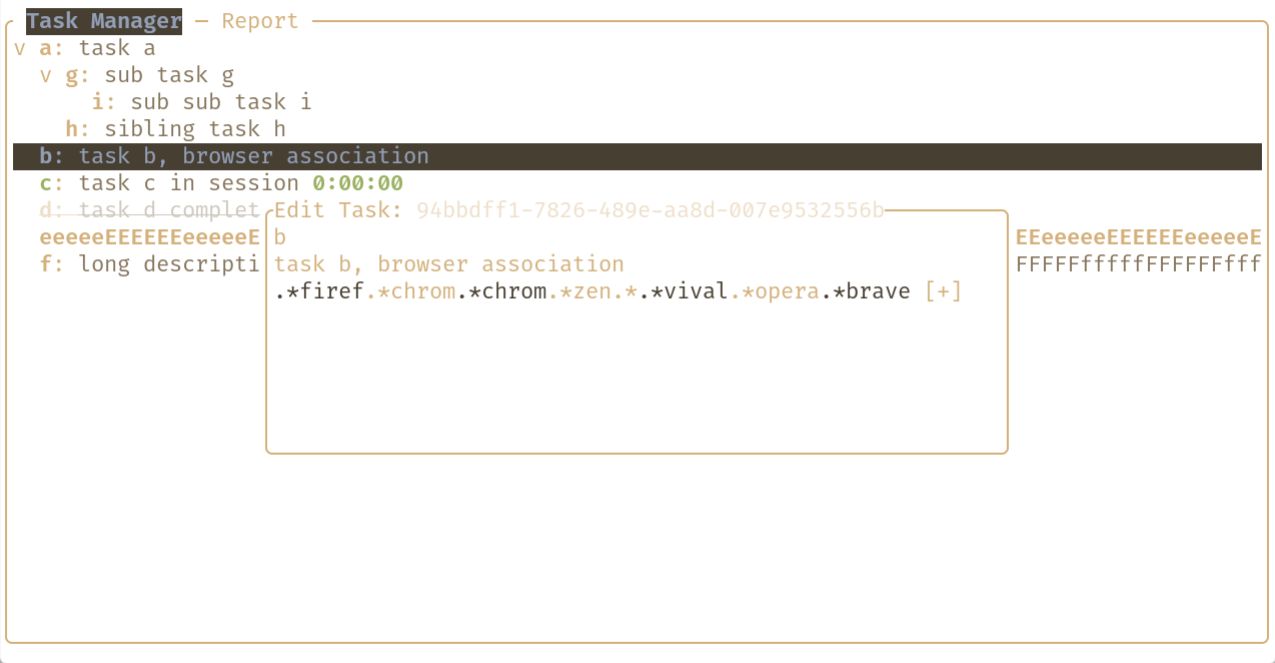 Task Manager — Report
v a: task a
v g: sub task g
i: sub sub task i
h: sibling task h
b: task b, browser association
c: task c in session 0:00:00
d: task d complet
Edit Task: 94bbdff1-7826-489e-aa8d-007e9532556b
eeeeeEEEEEEeeeeeE
b
EEeeeeeEEEEEEeeeeeE
f: long descripti
task b, browser association
FFFFFfffffFFFFFFfff
.*firef.*chrom.*chrom.*zen.*.*vival.*opera.*brave [+]